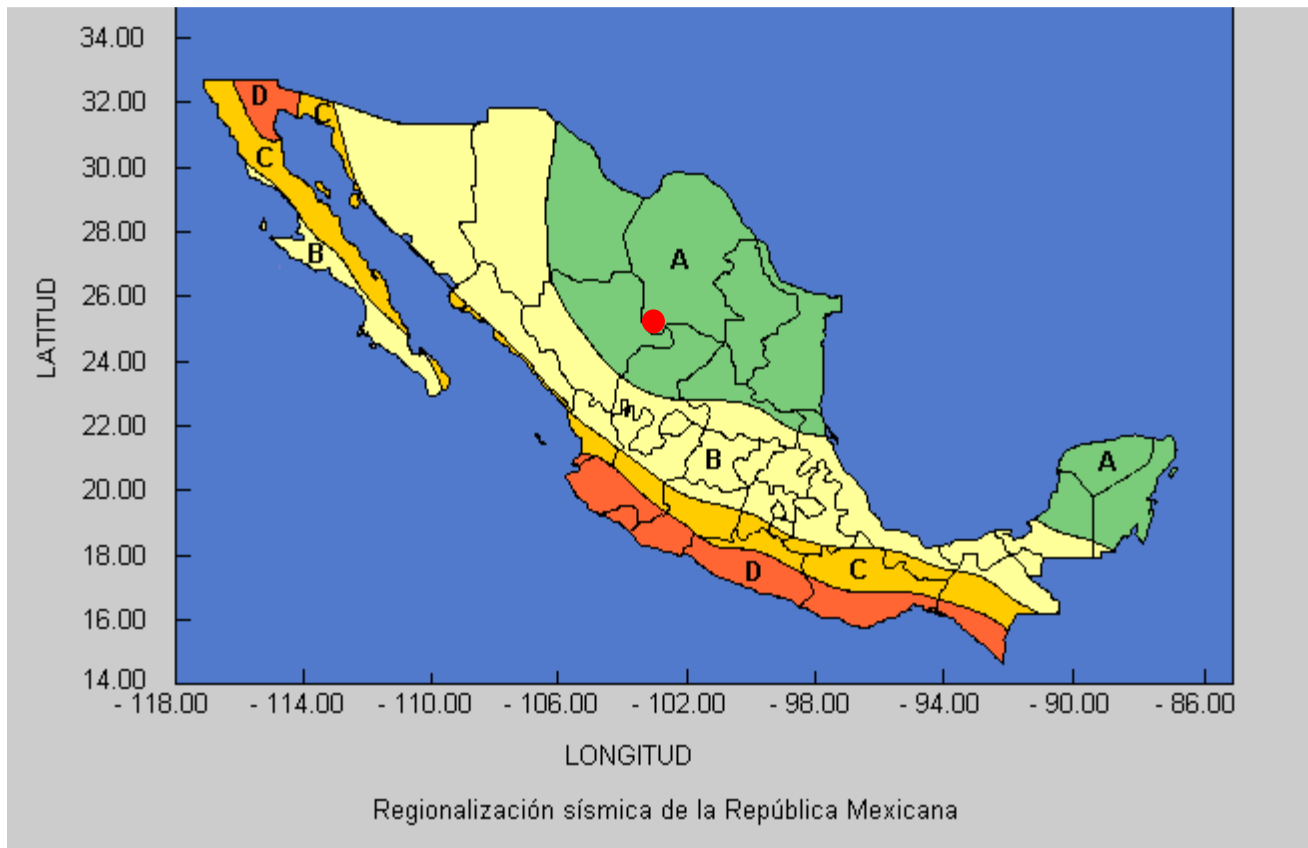 34.00
32.00
30.00
28.00
26.00
24.00
22.00
20.00
18.00
16.00
14.00
LATITUD
D
C
C
B
A
B
A
D
C
- 118.00 - 114.00 - 110.00 - 106.00 - 102.00 - 98.00 - 94.00 - 90.00 - 86.00
LONGITUD
Regionalización sísmica de la República Mexicana